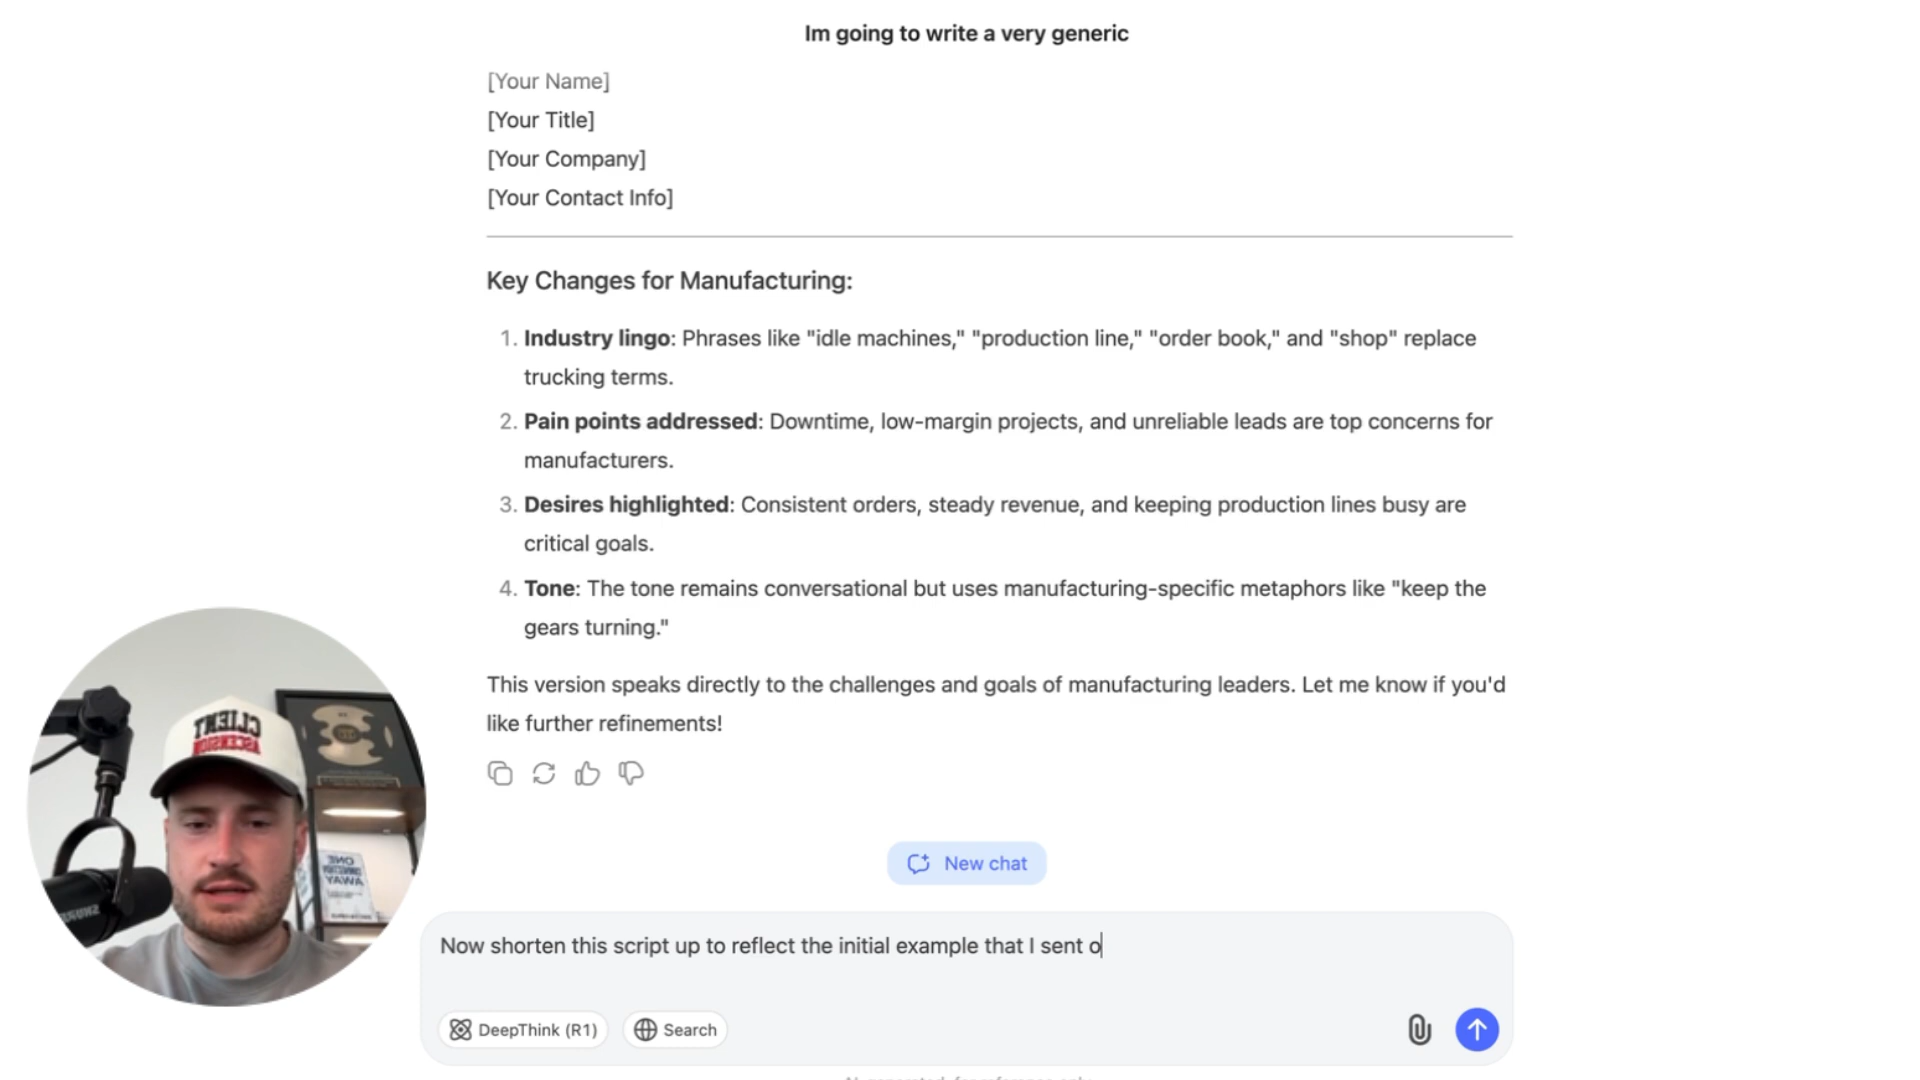 Im going to write a very generic
[Your Name]
[Your Title]
[Your Company]
[Your Contact Info]
Key Changes for Manufacturing:
1. Industry lingo: Phrases like "idle machines," "production line," "order book," and "shop" replace
trucking terms.
2. Pain points addressed: Downtime, low-margin projects, and unreliable leads are top concerns for
manufacturers.
3. Desires highlighted: Consistent orders, steady revenue, and keeping production lines busy are
critical goals.
4. Tone: The tone remains conversational but uses manufacturing-specific metaphors like "keep the
gears turning."
This version speaks directly to the challenges and goals of manufacturing leaders. Let me know if you'd
like further refinements!
CLIENT
ASCENSION
ONE
AWAY
SHURE
New chat
Now shorten this script up to reflect the initial example that I sent o
DeepThink (R1)
Search